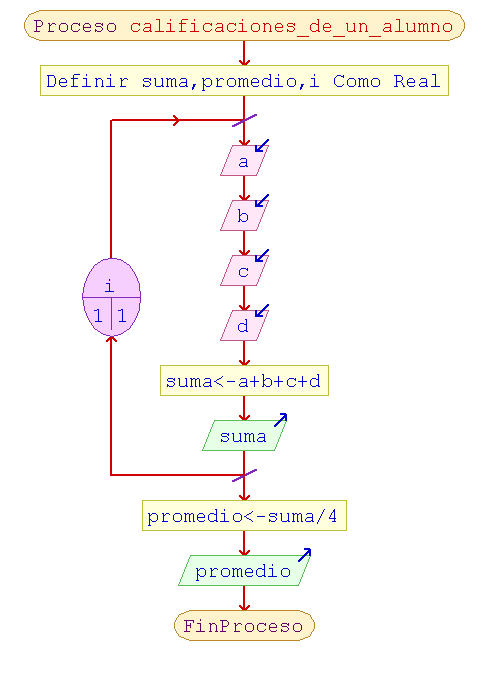 Proceso calificaciones_de_un_alumno
Definir suma,promedio,i Como Real
a
b
c
i
1 1
d
suma<-a+b+c+d
suma
promedio<-suma/4
promedio
FinProceso